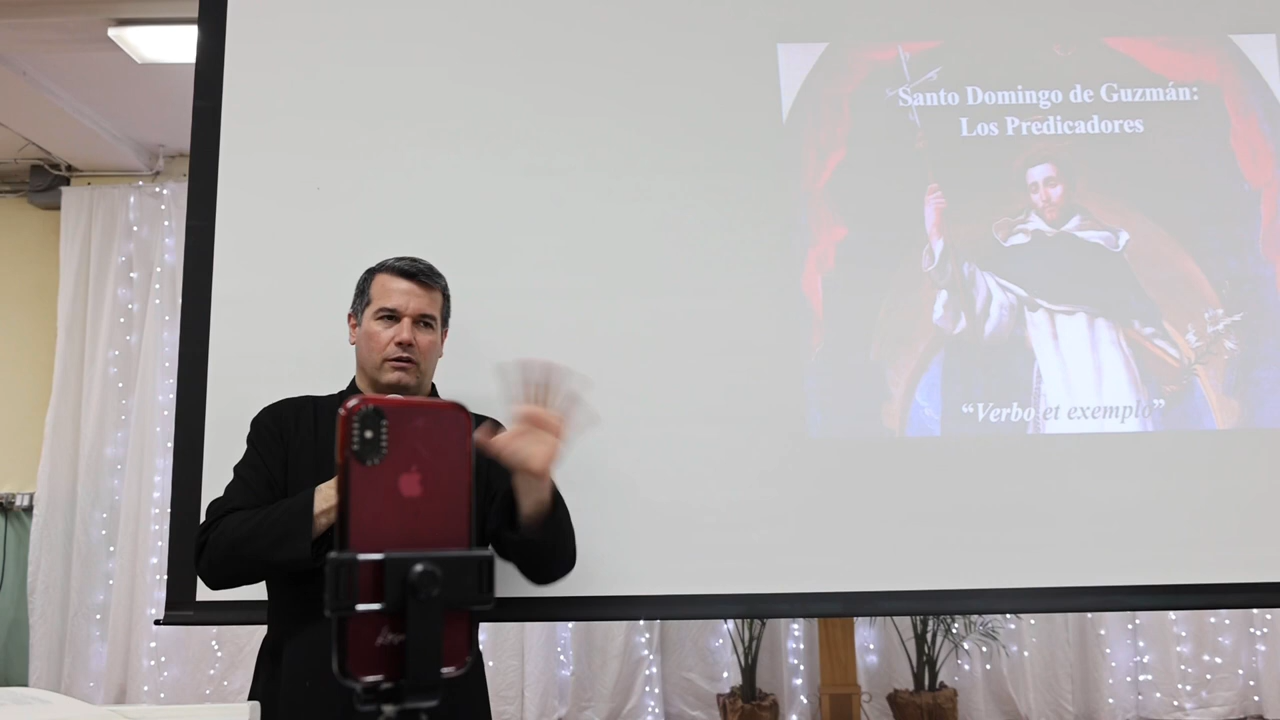 Santo Domingo de Guzmán:
Los Predicadores
“Verbo et exemplo”